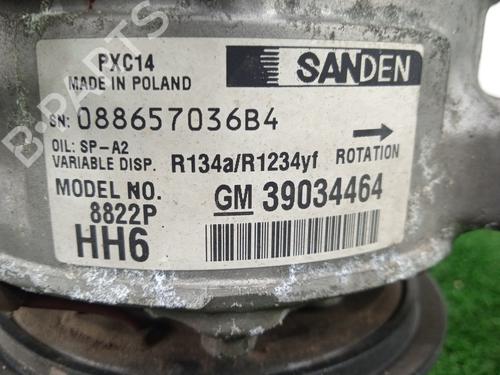 PXC14
MADE IN POLAND
SANDEN
SN: 088657036B4
OIL: SP-A2
VARIABLE DISP. R134a/R1234yf ROTATION
MODEL NO. GM 39034464
8822P
HH6
B-PARTS